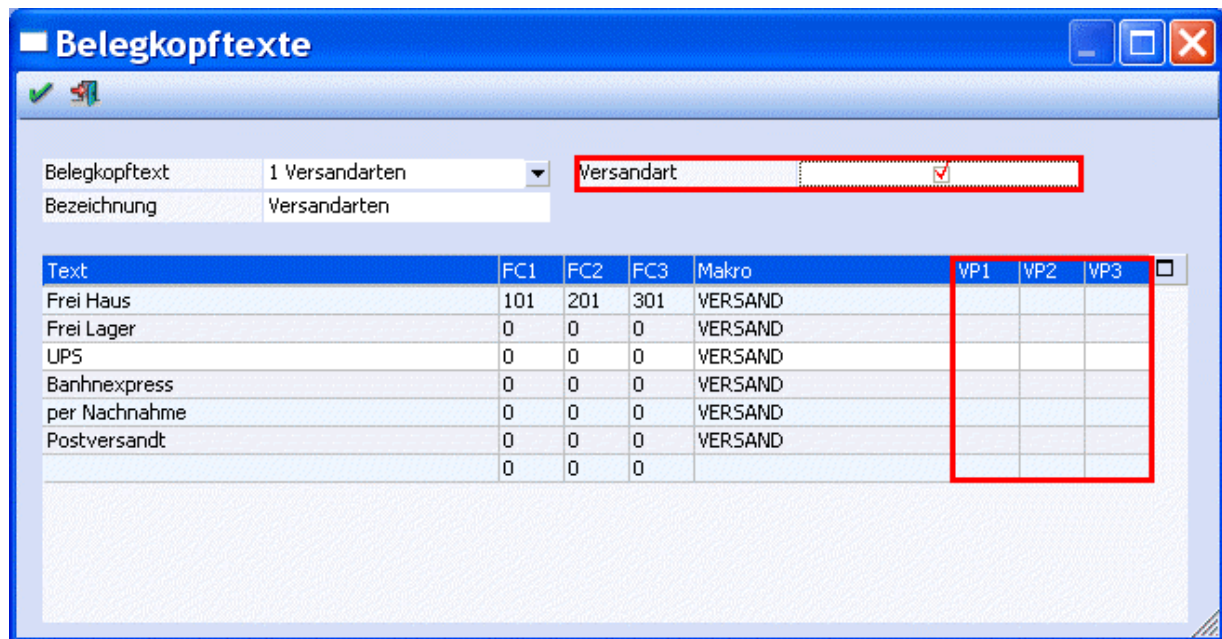 Belegkopftexte
Belegkopftext 1 Versandarten Versandart
Bezeichnung Versandarten
Text FC1 FC2 FC3 Makro VP1 VP2 VP3
Frei Haus 101 201 301 VERSAND
Frei Lager 0 0 0 VERSAND
UPS 0 0 0 VERSAND
Banhnexpress 0 0 0 VERSAND
per Nachnahme 0 0 0 VERSAND
Postversandt 0 0 0 VERSAND
0 0 0